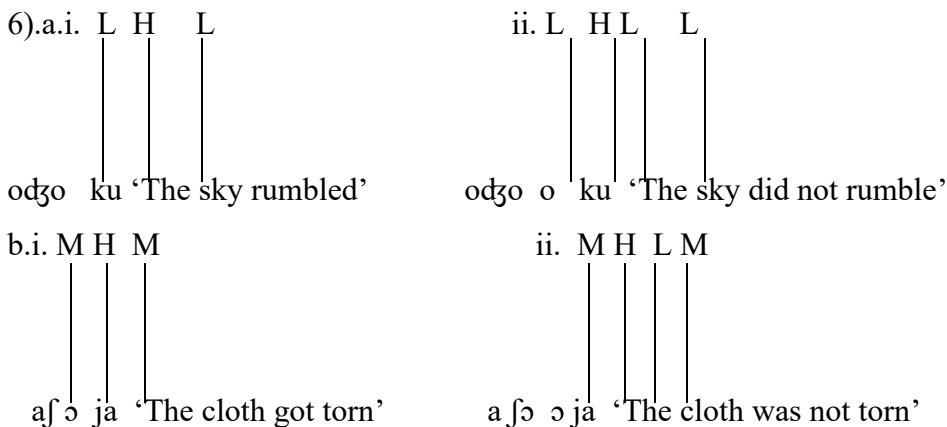 6).a.i. L H L ii. L H L L
odʒo ku ‘The sky rumbled’ odʒo o ku ‘The sky did not rumble’
b.i. M H M ii. M H L M
aʃ ɔ ja ‘The cloth got torn’ a ʃɔ ɔ ja ‘The cloth was not torn’